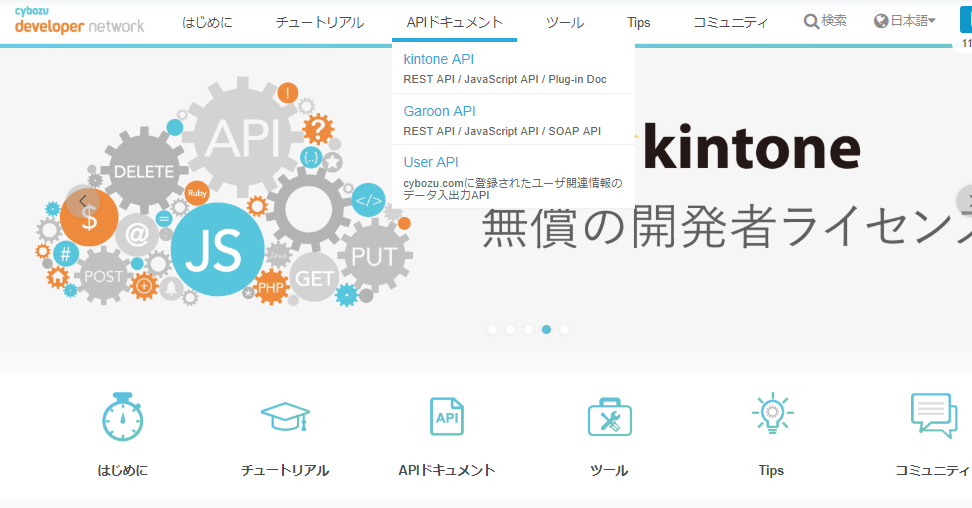 cybozu
developer network
はじめに
チュートリアル
APIドキュメント
ツール
Tips
コミュニティ
検索
日本語
11
kintone API
REST API / JavaScript API / Plug-in Doc
Garoon API
REST API / JavaScript API / SOAP API
User API
cybozu.comに登録されたユーザ関連情報の
データ入出力API
kintone
無償の開発者ライセンス
API
!
?
DELETE
{..}
Ruby
</>
$
@
=
JS
#
Java
PUT
POST
PHP
GET
*
API
はじめに
チュートリアル
APIドキュメント
ツール
Tips
コミュニティ